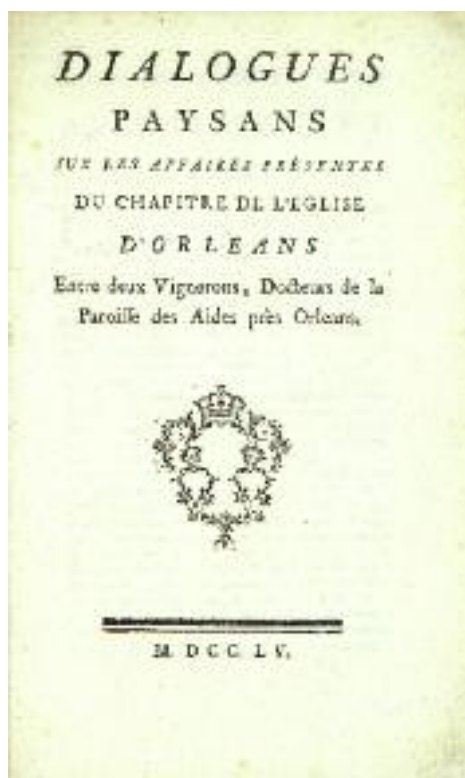 DIALOGUES
PAYSANS
SUR LES AFFAIRES PRÉSENTES
DU CHAPITRE DE L'EGLISE
D'ORLEANS
Entre deux Vignerons, Docteurs de la
Paroisse des Aides près Orleans.
M. DCC. LV.